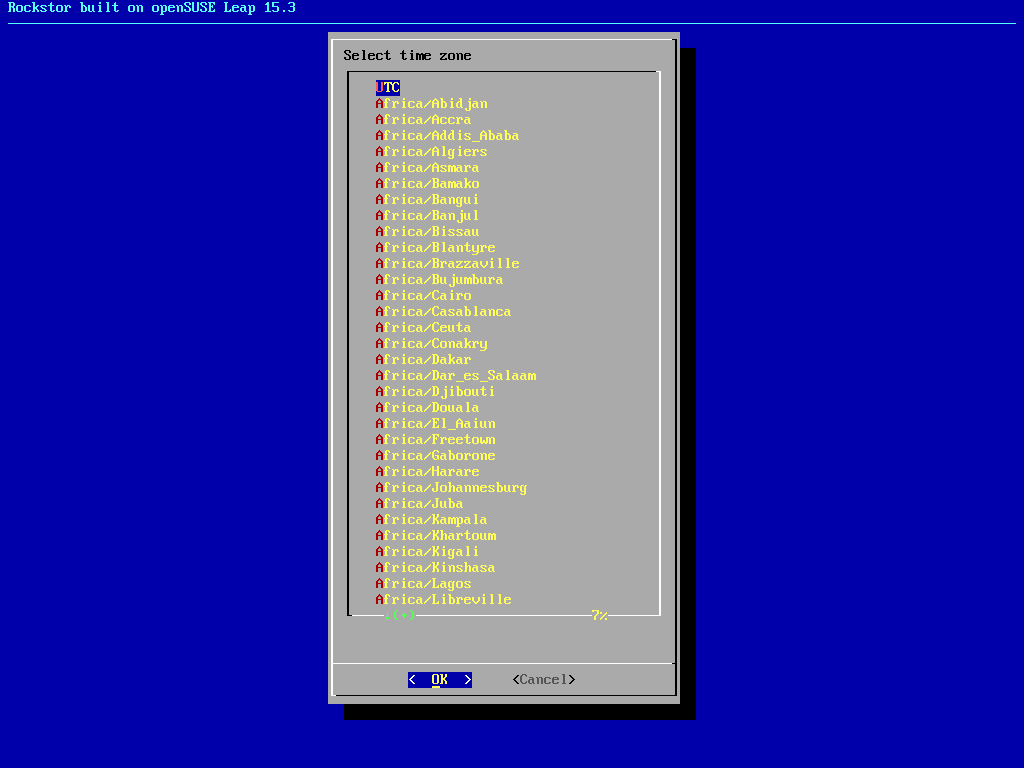 Rockstor built on openSUSE Leap 15.3
Select time zone
UTC
Africa/Abidjan
Africa/Accra
Africa/Addis_Ababa
Africa/Algiers
Africa/Asmara
Africa/Bamako
Africa/Bangui
Africa/Banjul
Africa/Bissau
Africa/Blantyre
Africa/Brazzaville
Africa/Bujumbura
Africa/Cairo
Africa/Casablanca
Africa/Ceuta
Africa/Conakry
Africa/Dakar
Africa/Dar_es_Salaam
Africa/Djibouti
Africa/Douala
Africa/El_Aaiun
Africa/Freetown
Africa/Gaborone
Africa/Harare
Africa/Johannesburg
Africa/Juba
Africa/Kampala
Africa/Khartoum
Africa/Kigali
Africa/Kinshasa
Africa/Lagos
Africa/Libreville
7%
< OK > <Cancel>